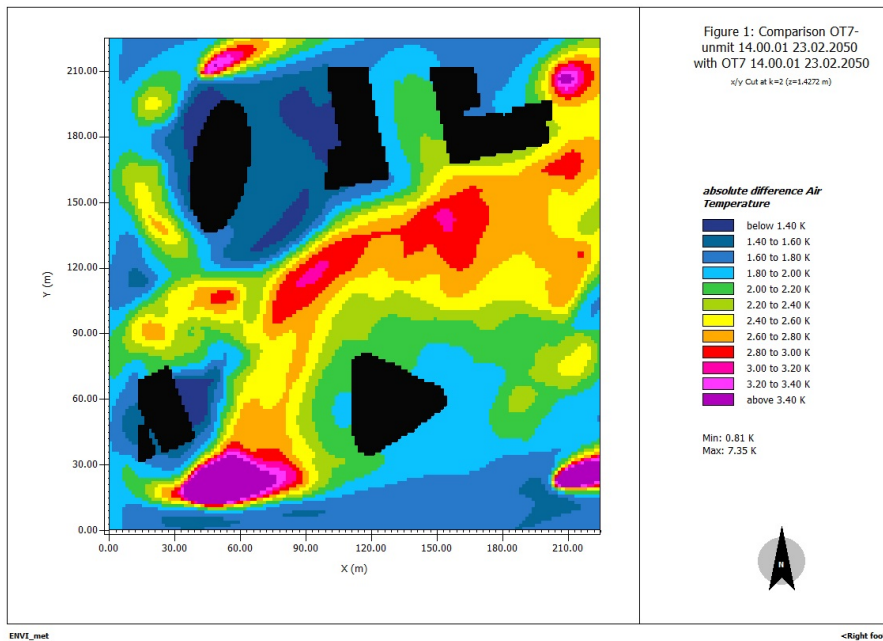 Figure 1: Comparison OT7-
unmit 14.00.01 23.02.2050
with OT7 14.00.01 23.02.2050
x/y Cut at k=2 (z=1.4272 m)
absolute difference Air
Temperature
below 1.40 K
1.40 to 1.60 K
1.60 to 1.80 K
1.80 to 2.00 K
2.00 to 2.20 K
2.20 to 2.40 K
2.40 to 2.60 K
2.60 to 2.80 K
2.80 to 3.00 K
3.00 to 3.20 K
3.20 to 3.40 K
above 3.40 K
Min: 0.81 K
Max: 7.35 K
N
210.00
180.00
150.00
120.00
90.00
60.00
30.00
0.00
Y (m)
0.00 30.00 60.00 90.00 120.00 150.00 180.00 210.00
X (m)
ENVI_met
<Right foo